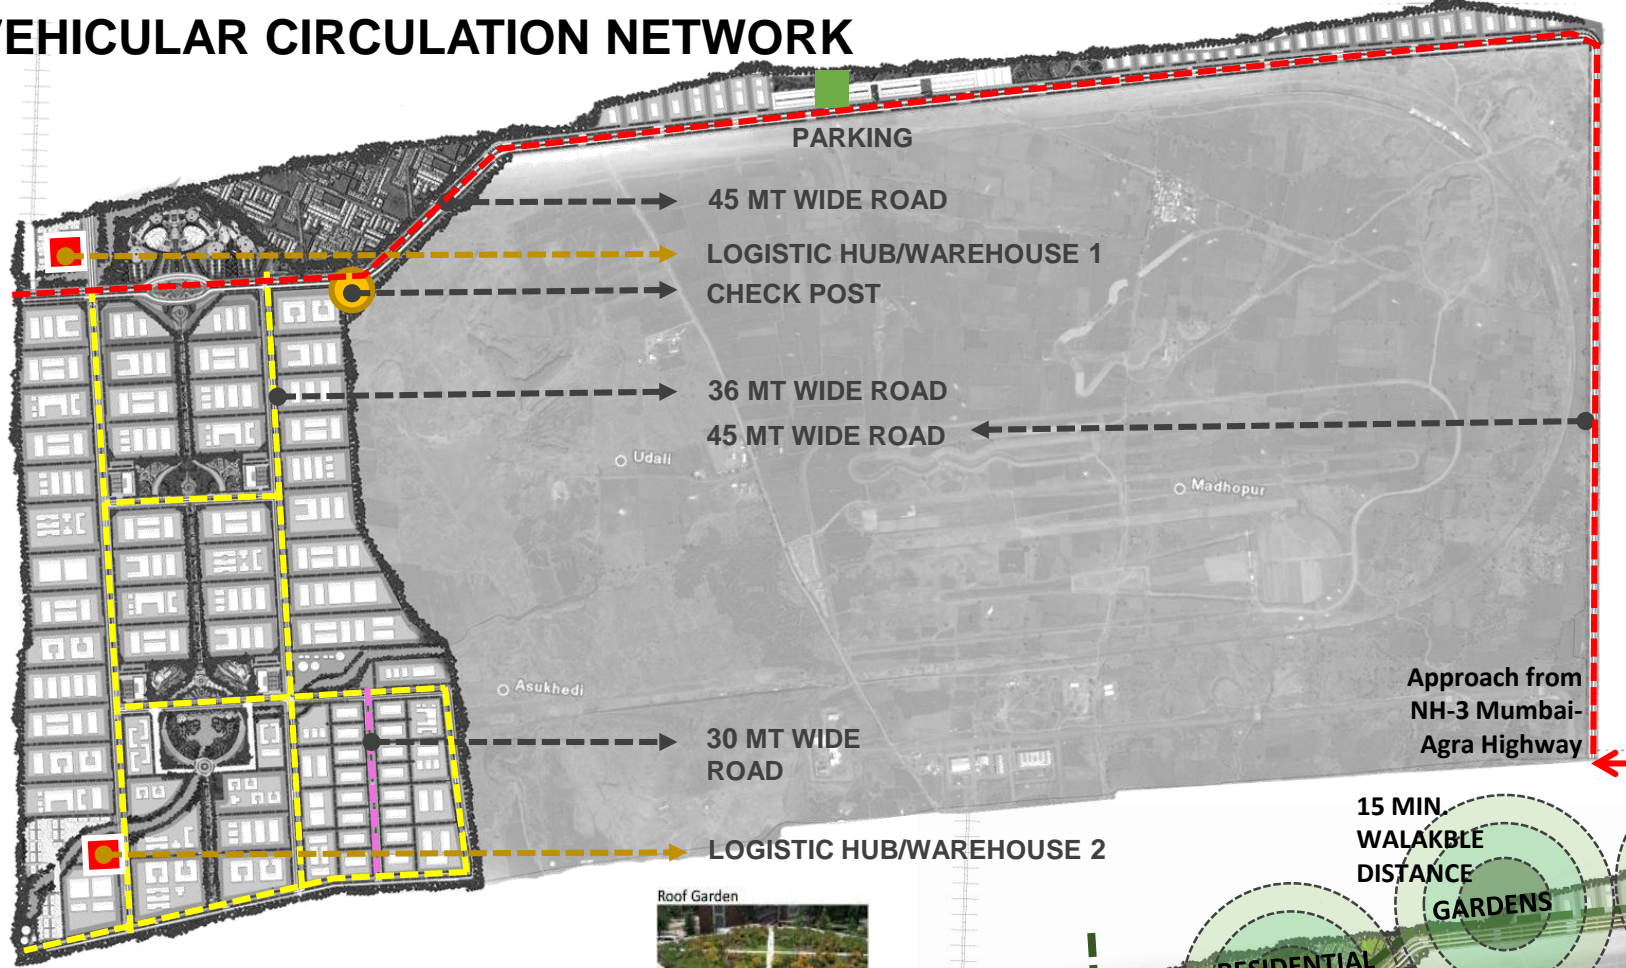 VEHICULAR CIRCULATION NETWORK
PARKING
45 MT WIDE ROAD
LOGISTIC HUB/WAREHOUSE 1
CHECK POST
36 MT WIDE ROAD
45 MT WIDE ROAD
Udali
Madhopur
Asukhedi
Approach from
NH-3 Mumbai-
Agra Highway
30 MT WIDE
ROAD
15 MIN.
WALAKBLE
DISTANCE
LOGISTIC HUB/WAREHOUSE 2
Roof Garden
GARDENS
RESIDENTIAL